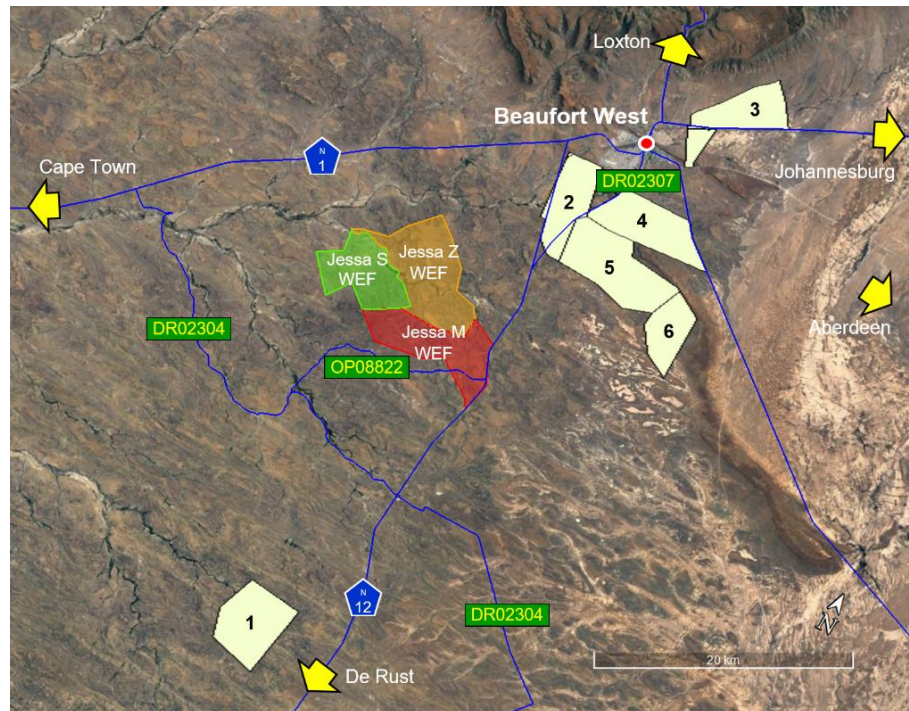 Loxton
Beaufort West
3
Cape Town
N
1
Johannesburg
DR02307
2
4
Jessa S
WEF
Jessa Z
WEF
5
Aberdeen
DR02304
Jessa M
WEF
6
OP08822
N
12
DR02304
1
N
20 km
De Rust